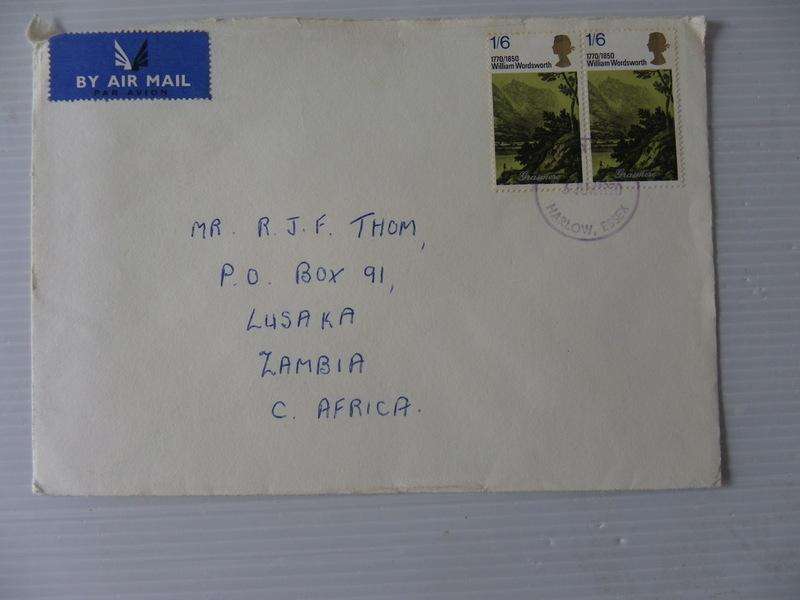 BY AIR MAIL
PAR AVION
1/6
1770/1850
William Wordsworth
Grasmere
1/6
1770/1850
William Wordsworth
Grasmere
HARLOW, ESSEX
MR. R. J. F. THOM,
P.O. BOX 91,
LUSAKA
ZAMBIA
C. AFRICA.